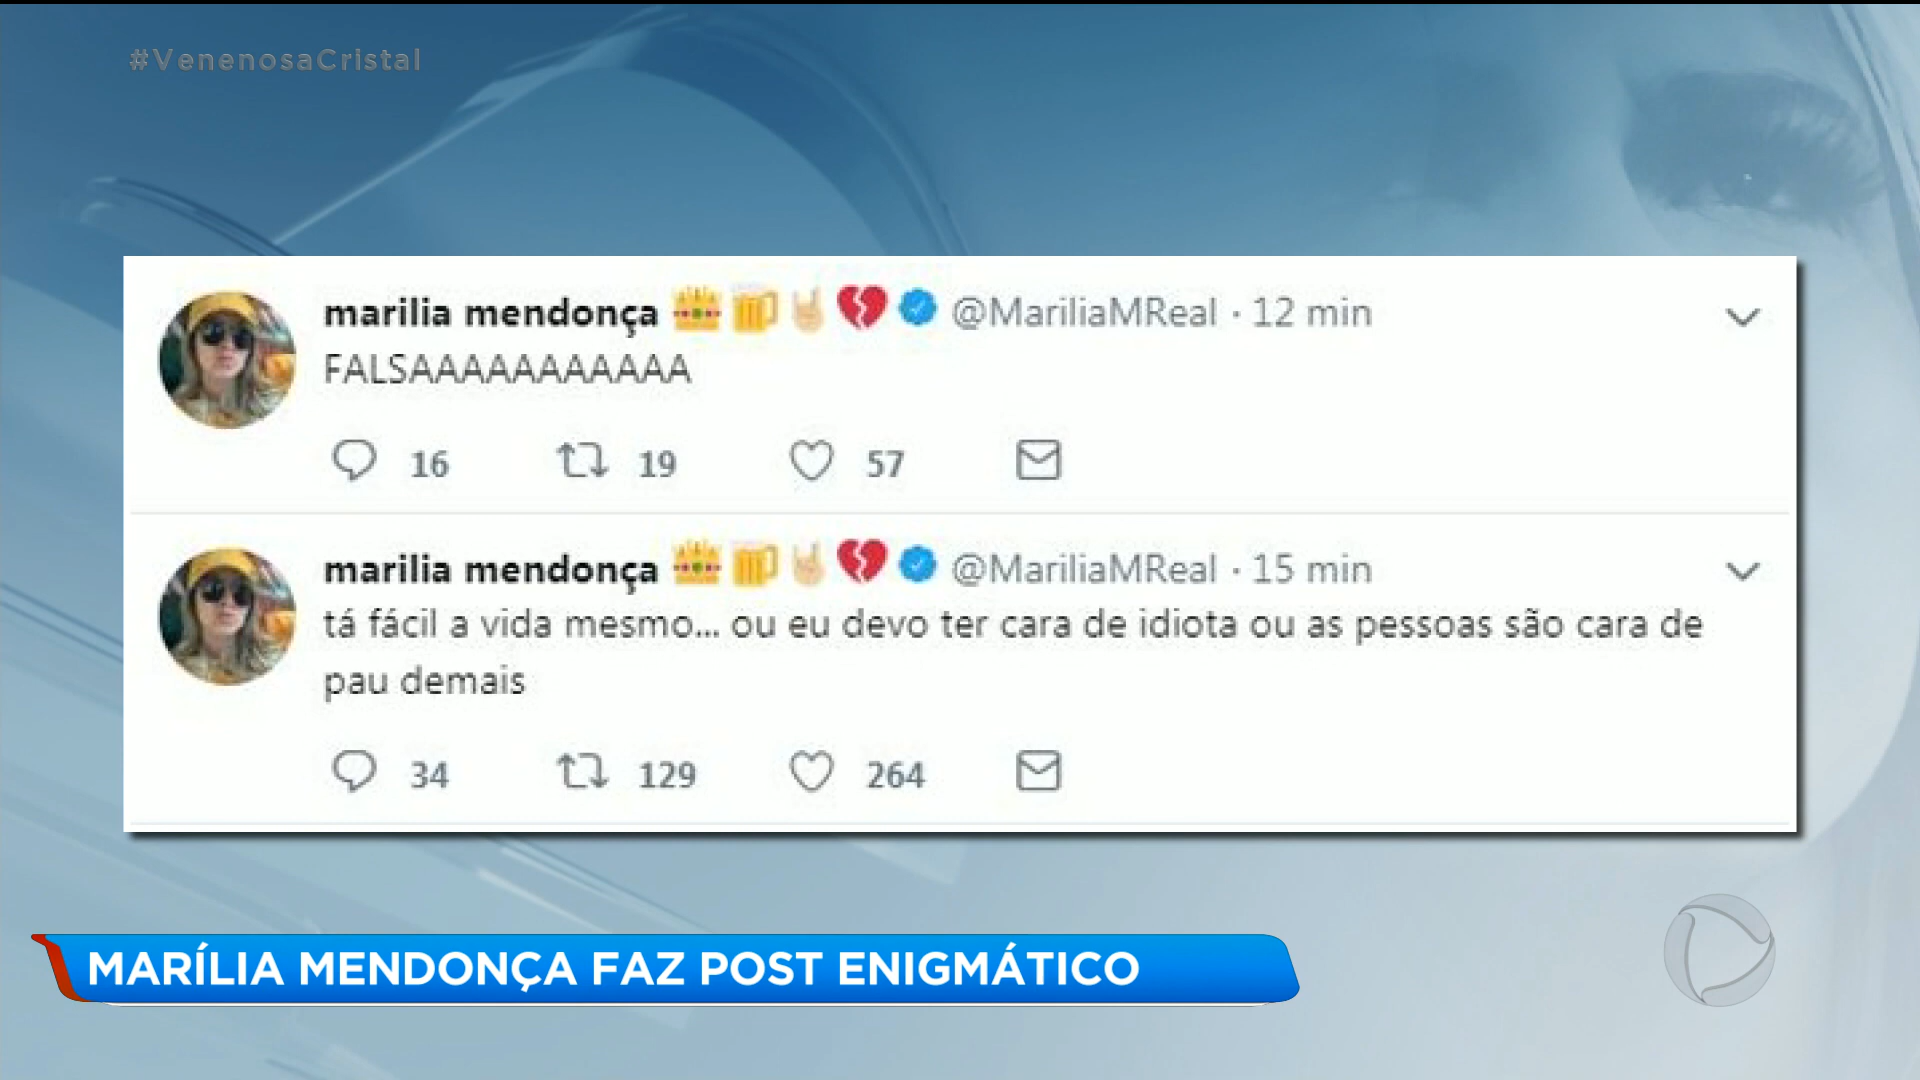 #VenenosaCristal
marilia mendonça @MariliaMReal · 12 min
FALSAAAAAAAAAAA
16 19 57
marilia mendonça @MariliaMReal · 15 min
tá fácil a vida mesmo... ou eu devo ter cara de idiota ou as pessoas são cara de
pau demais
34 129 264
MARÍLIA MENDONÇA FAZ POST ENIGMÁTICO